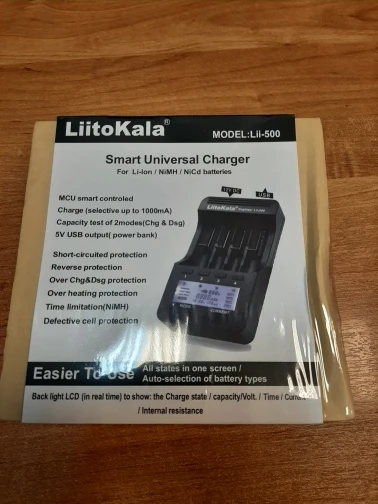 LiitoKala®
MODEL:Lii-500
Smart Universal Charger
For Li-Ion / NiMH / NiCd batteries
MCU smart controled
Charge (selective up to 1000mA)
Capacity test of 2modes(Chg & Dsg)
5V USB output( power bank)
Short-circuited protection
Reverse protection
Over Chg&Dsg protection
Over heating protection
Time limitation(NiMH)
Defective cell protection
12V DC
USB
LiitoKala
Easier To Use
All states in one screen /
Auto-selection of battery types
Back light LCD (in real time) to show: the Charge state / capacity/Volt. / Time / Current
/ Internal resistance